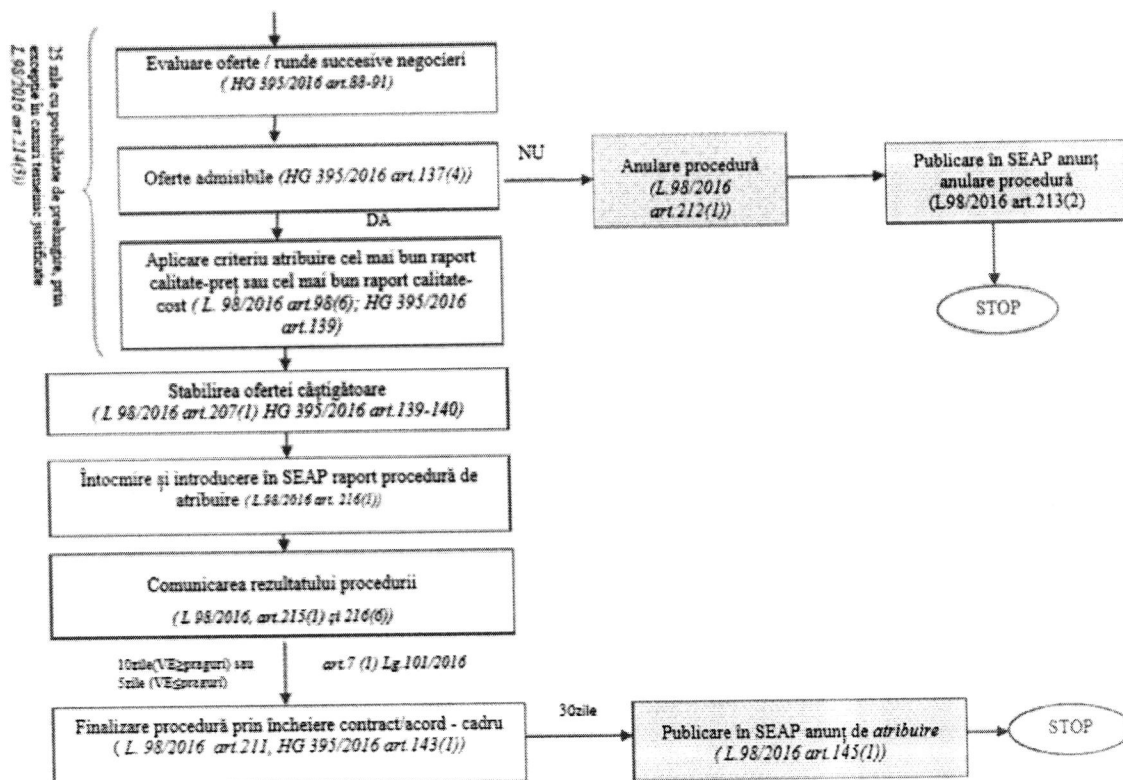 25 zile cu posibilitate de prelungire, prin
excepție în cazuri temeinic justificate
L.98/2016 art.214(5))
Evaluare oferte / runde succesive negocieri
( HG 395/2016 art.88-91)
Oferte admisibile (HG 395/2016 art.137(4))
NU
Anulare procedură
(L.98/2016
art.212(1))
Publicare în SEAP anunț
anulare procedură
(L98/2016 art.213(2)
STOP
DA
Aplicare criteriu atribuire cel mai bun raport
calitate-preț sau cel mai bun raport calitate-
cost ( L. 98/2016 art.98(6); HG 395/2016
art.139)
Stabilirea ofertei câștigătoare
( L 98/2016 art.207(1) HG 395/2016 art.139-140)
Întocmire și introducere în SEAP raport procedură de
atribuire ( L.98/2016 art. 216(1))
Comunicarea rezultatului procedurii
( L 98/2016, art.215(1) și 216(6))
10zile(VE≥praguri) sau
5zile (VE≤praguri)
art.7 (1) Lg.101/2016
Finalizare procedură prin încheiere contract/acord - cadru
( L. 98/2016 art.211, HG 395/2016 art.143(1))
30zile
Publicare în SEAP anunț de atribuire
( L.98/2016 art.145(1))
STOP